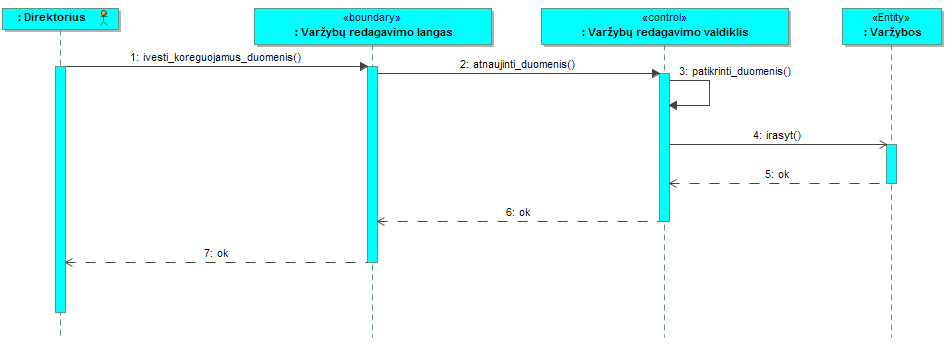 : Direktorius
«boundary»
: Varžybų redagavimo langas
«control»
: Varžybų redagavimo valdiklis
«Entity»
: Varžybos
1: ivesti_koreguojamus_duomenis()
2: atnaujinti_duomenis()
3: patikrinti_duomenis()
4: irasyt()
5: ok
6: ok
7: ok